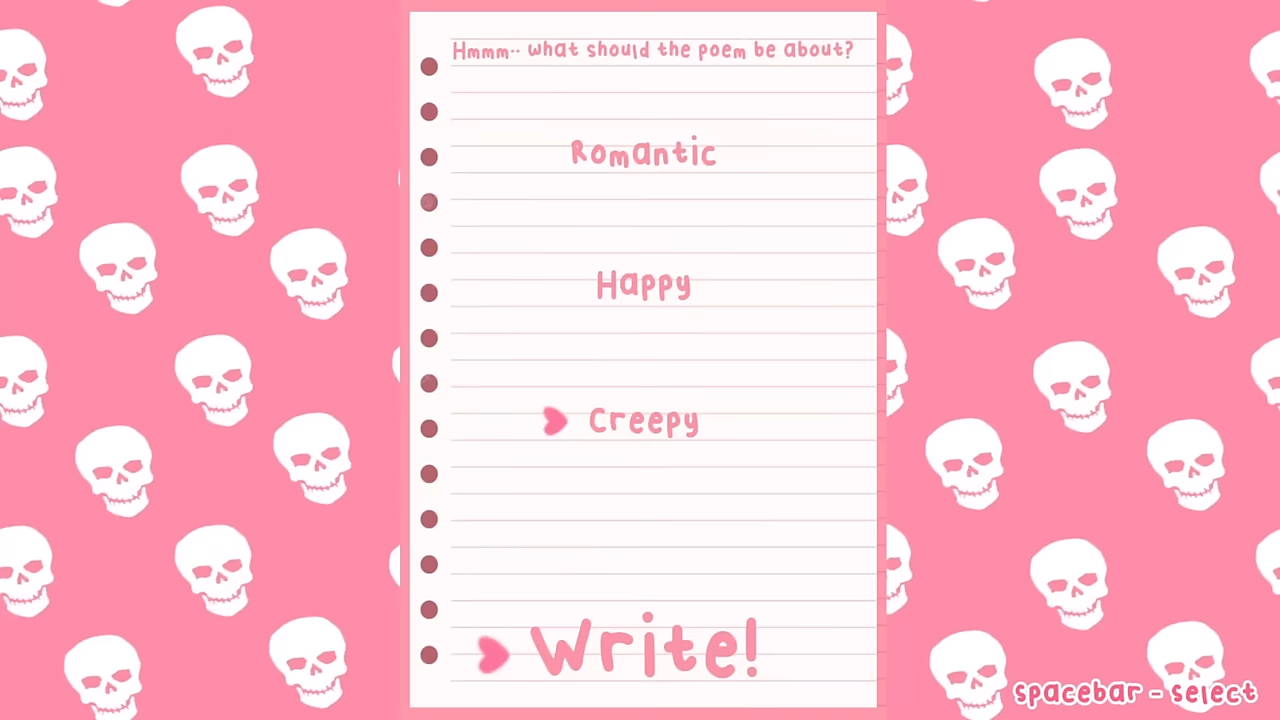 Hmmm.. what should the poem be about?
Romantic
Happy
Creepy
Write!
spacebar - select